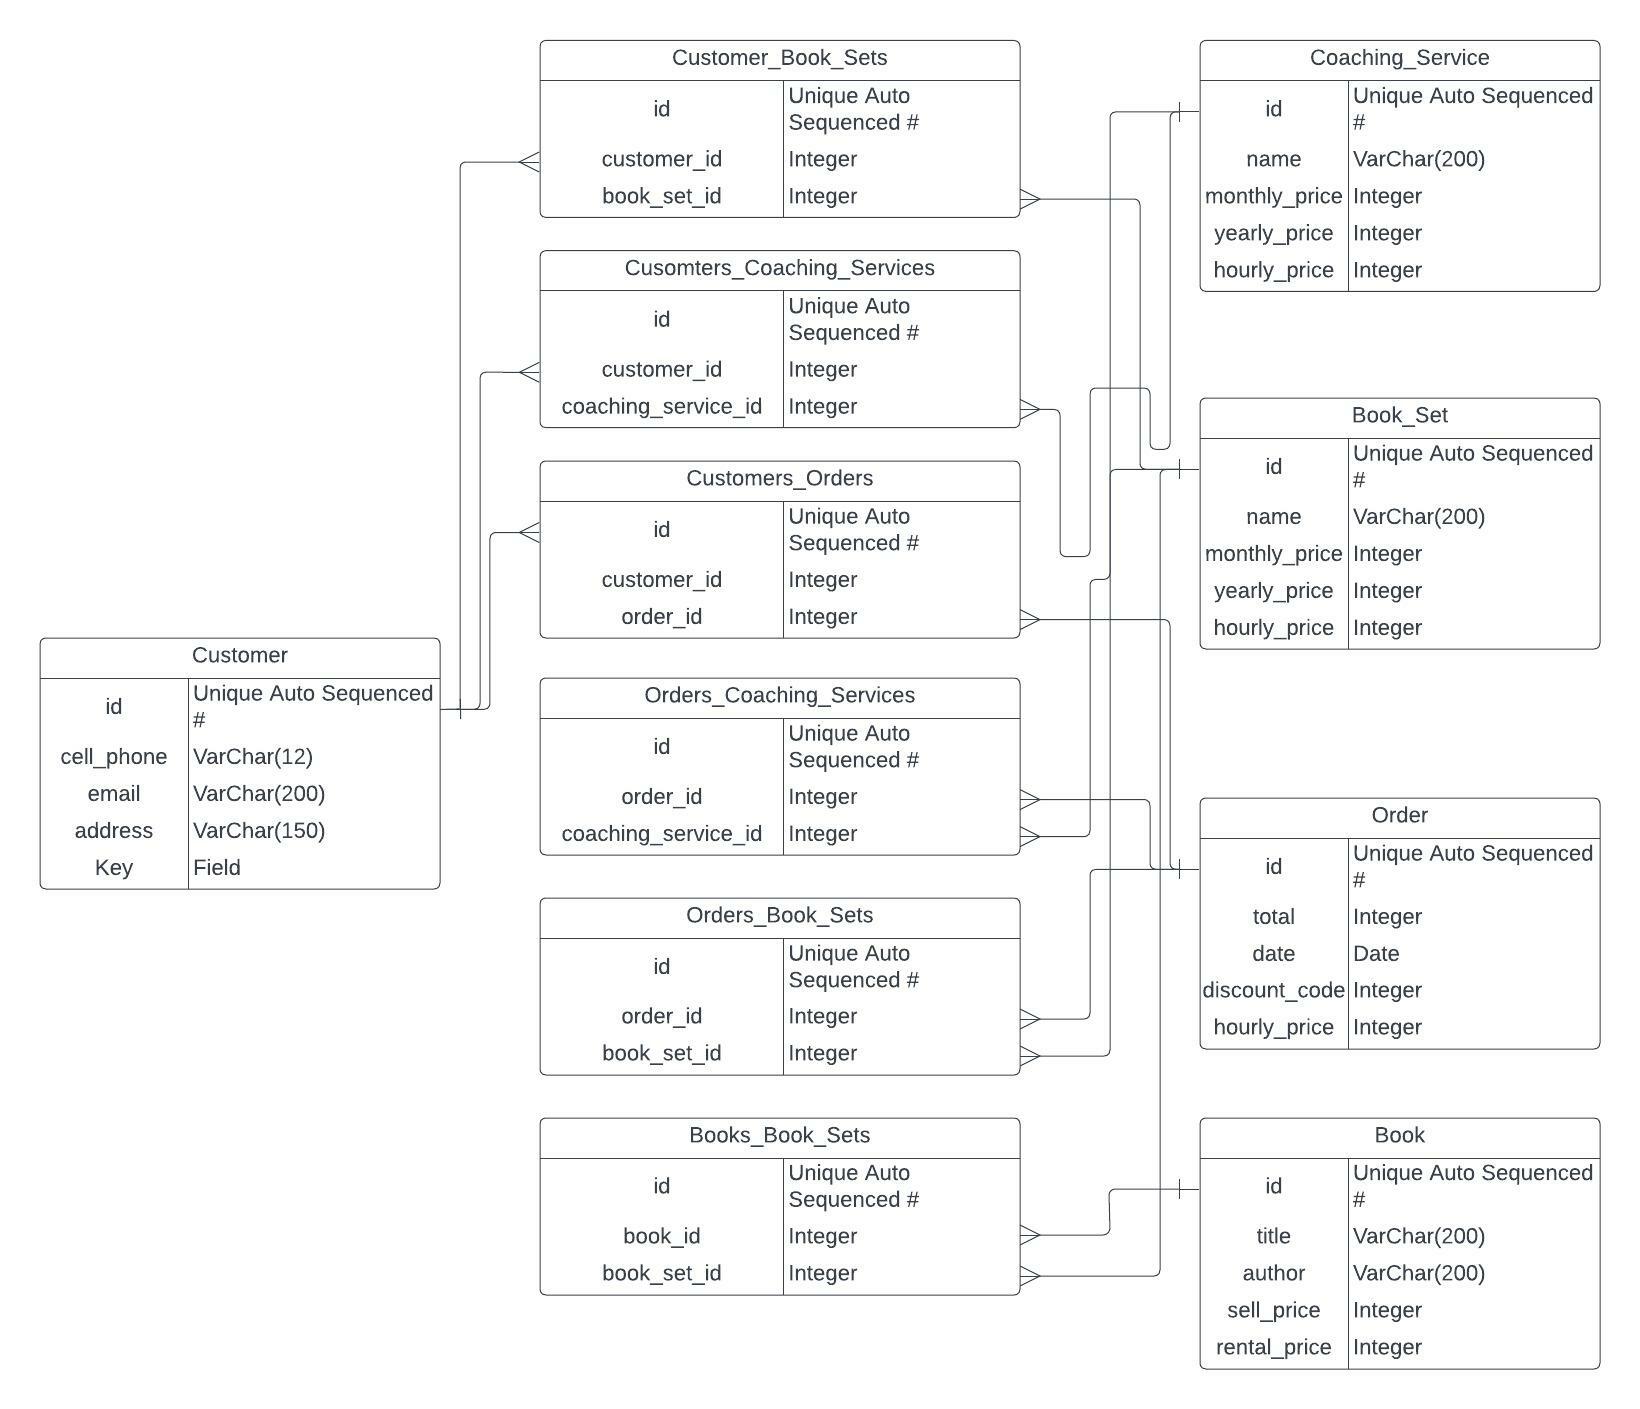 Customer_Book_Sets
id
Unique Auto
Sequenced #
customer_id
Integer
book_set_id
Integer
Cusomters_Coaching_Services
id
Unique Auto
Sequenced #
customer_id
Integer
coaching_service_id
Integer
Customers_Orders
id
Unique Auto
Sequenced #
customer_id
Integer
order_id
Integer
Customer
id
Unique Auto Sequenced
#
cell_phone
VarChar(12)
email
VarChar(200)
address
VarChar(150)
Key
Field
Orders_Coaching_Services
id
Unique Auto
Sequenced #
order_id
Integer
coaching_service_id
Integer
Orders_Book_Sets
id
Unique Auto
Sequenced #
order_id
Integer
book_set_id
Integer
Books_Book_Sets
id
Unique Auto
Sequenced #
book_id
Integer
book_set_id
Integer
Coaching_Service
id
Unique Auto Sequenced
#
name
VarChar(200)
monthly_price
Integer
yearly_price
Integer
hourly_price
Integer
Book_Set
id
Unique Auto Sequenced
#
name
VarChar(200)
monthly_price
Integer
yearly_price
Integer
hourly_price
Integer
Order
id
Unique Auto Sequenced
#
total
Integer
date
Date
discount_code
Integer
hourly_price
Integer
Book
id
Unique Auto Sequenced
#
title
VarChar(200)
author
VarChar(200)
sell_price
Integer
rental_price
Integer